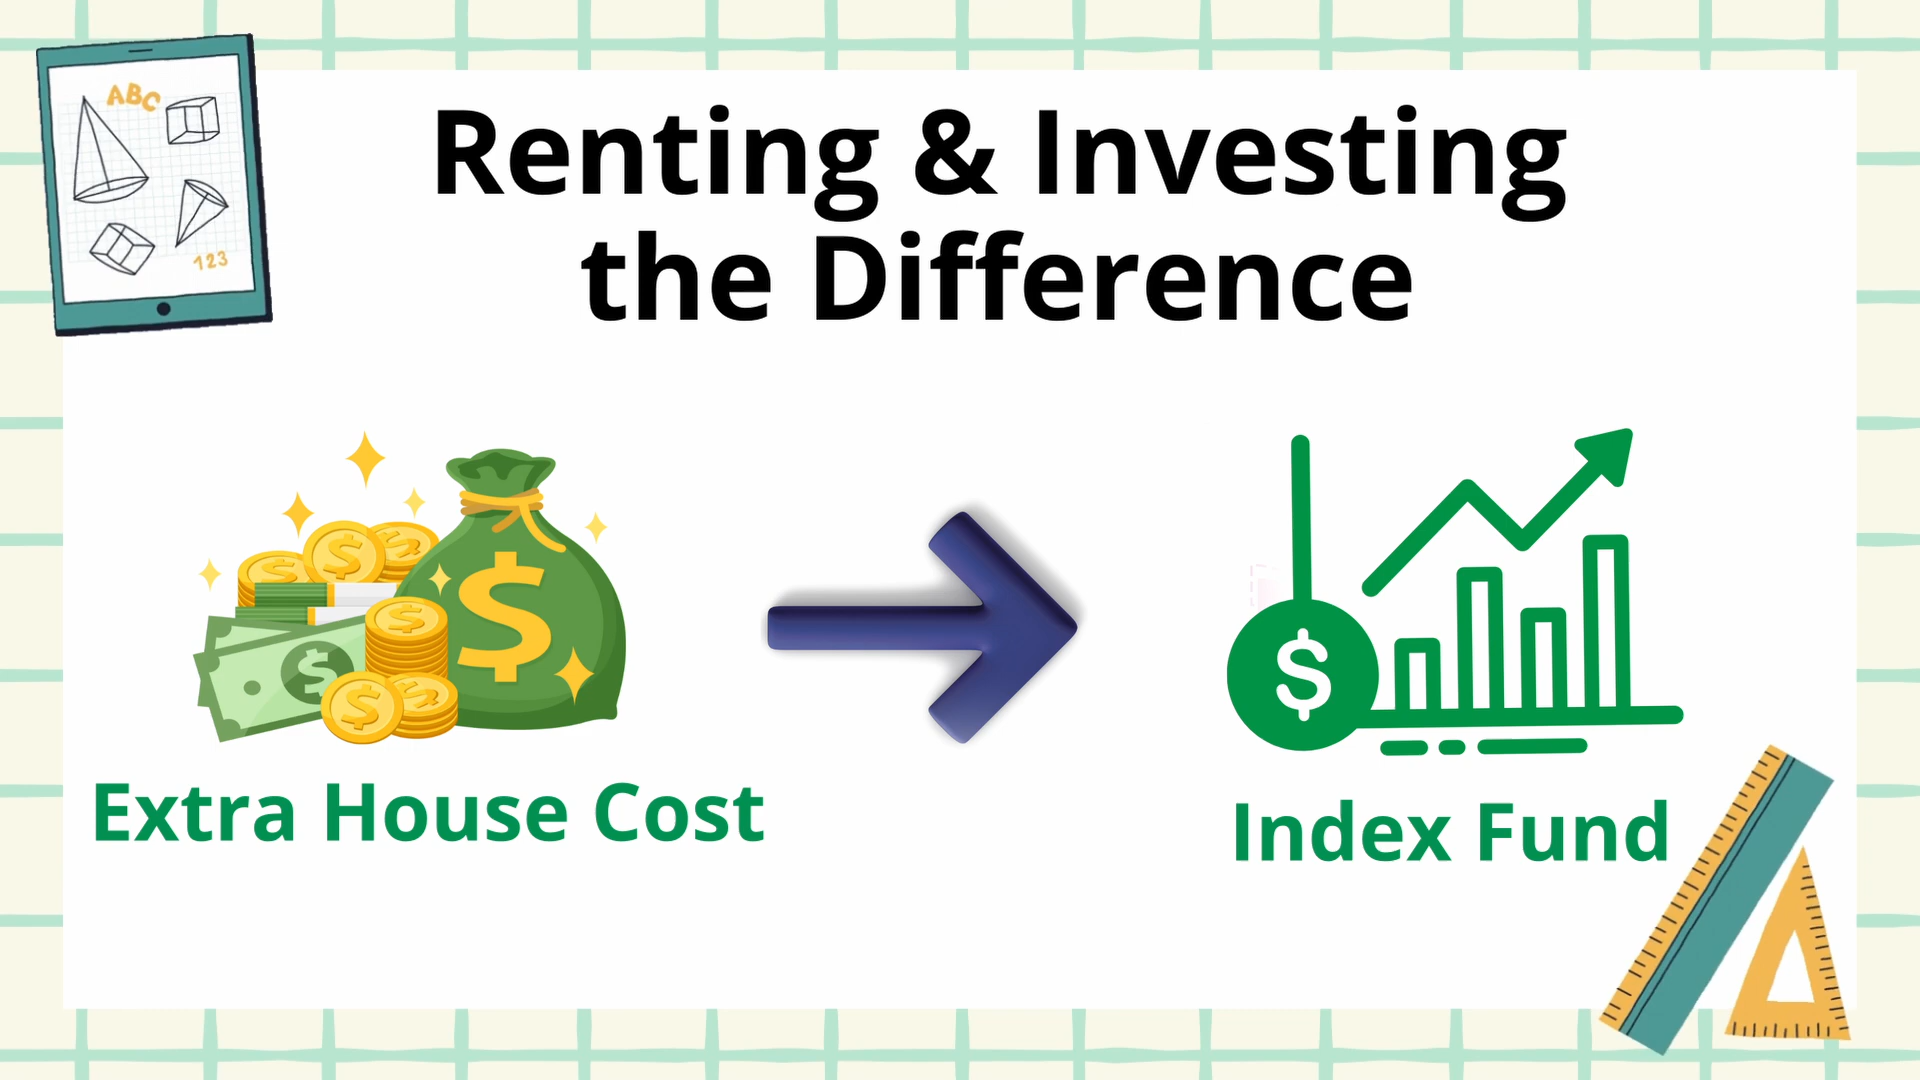 ABC
123
Renting & Investing
the Difference
$ $ $
$
$
$
$ $
$
Extra House Cost
Index Fund